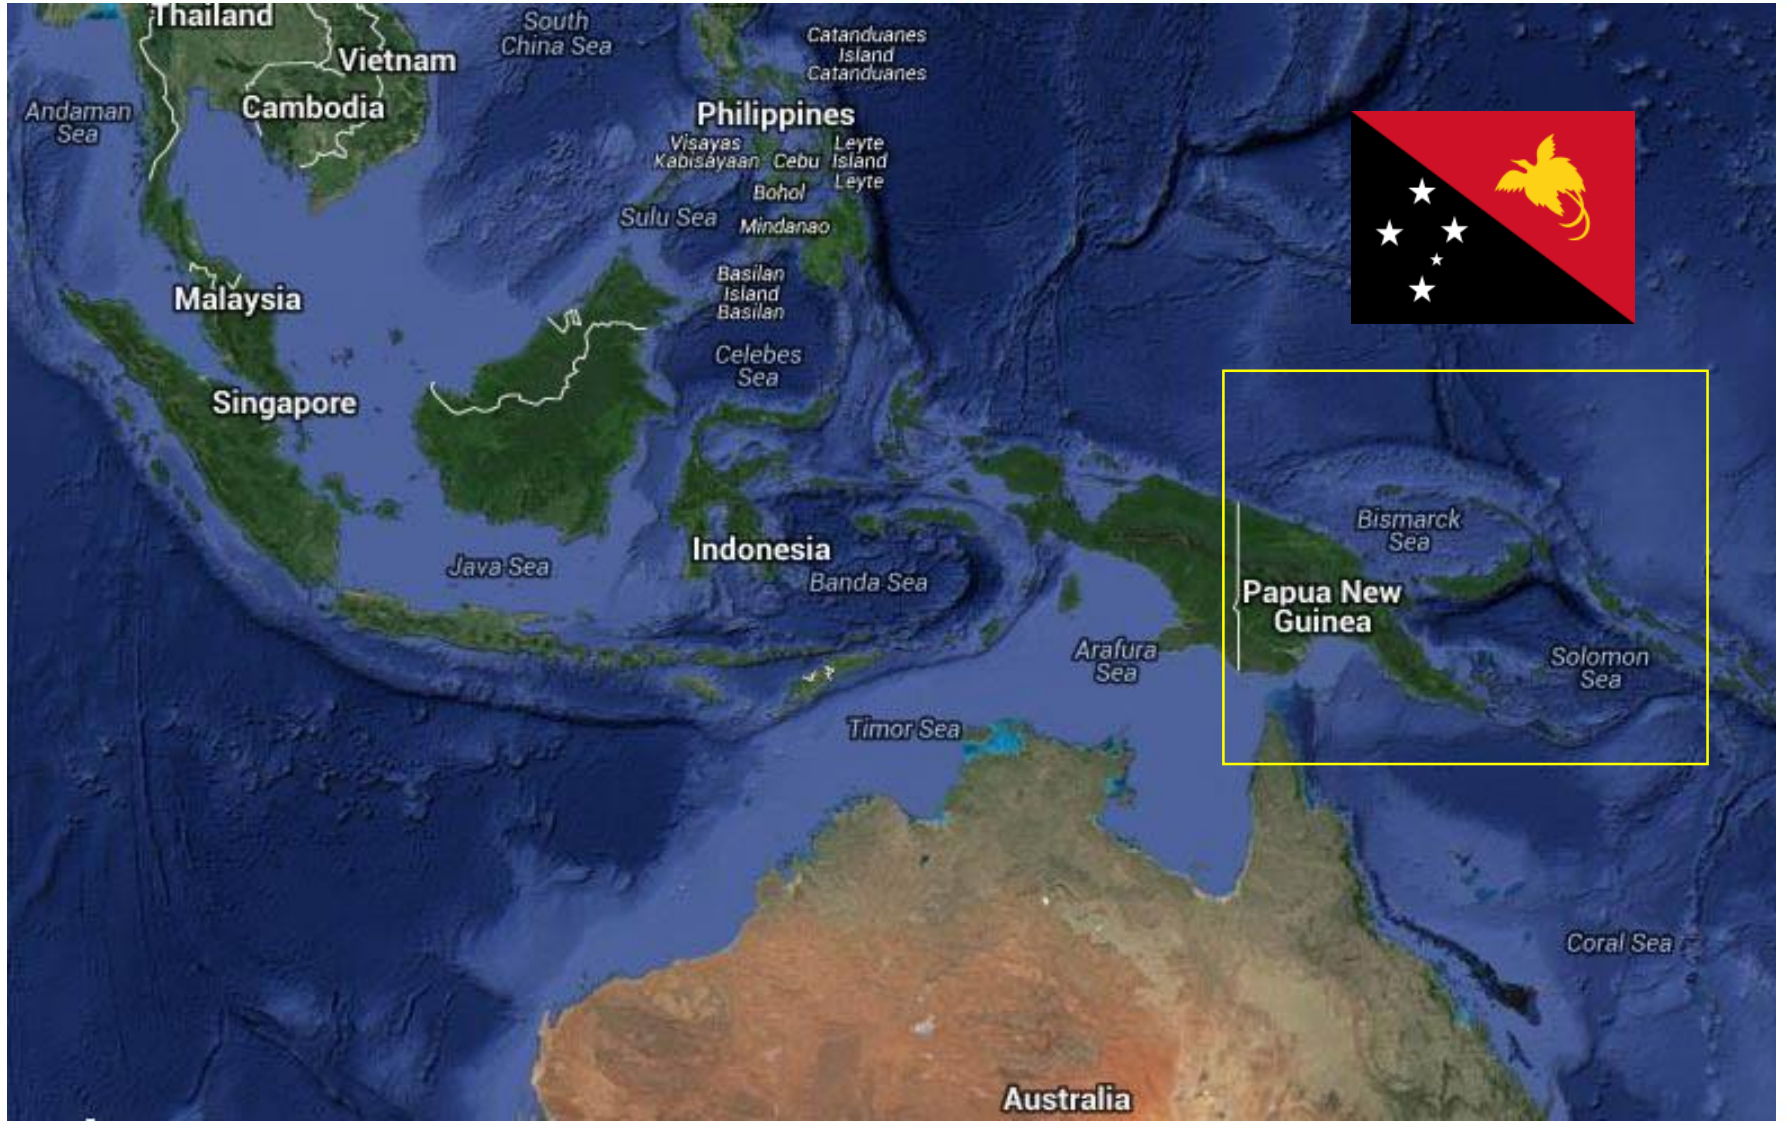 Thailand
South
China Sea
Catanduanes
Island
Catanduanes
Vietnam
Andaman
Sea
Cambodia
Philippines
Visayas
Kabisayaan
Cebu
Leyte
Island
Leyte
Bohol
Sulu Sea
Mindanao
Malaysia
Basilan
Island
Basilan
Celebes
Sea
Singapore
Bismarck
Sea
Indonesia
Java Sea
Banda Sea
Papua New
Guinea
Arafura
Sea
Solomon
Sea
Timor Sea
Coral Sea
Australia